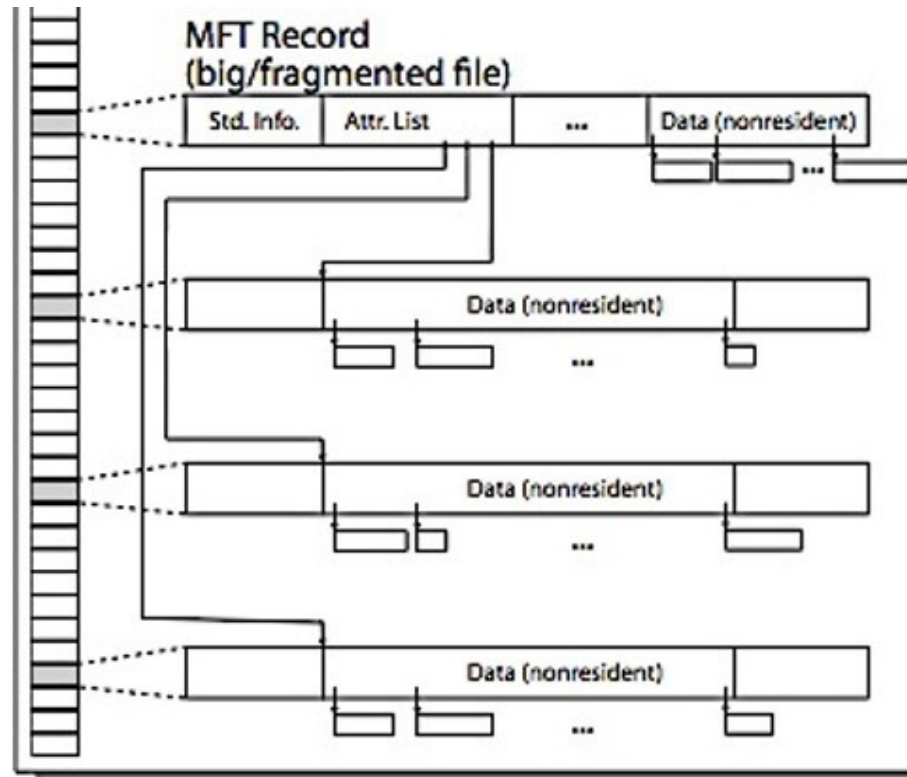 MFT Record
(big/fragmented file)
Std. Info. Attr. List ... Data (nonresident)
...
Data (nonresident)
...
Data (nonresident)
...
Data (nonresident)
...